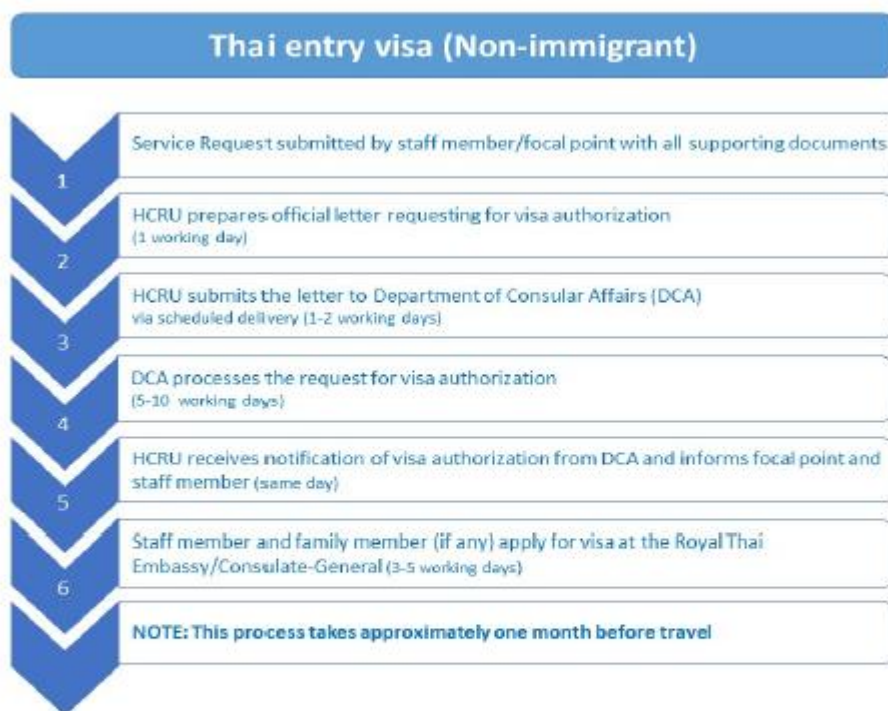 Thai entry visa (Non-immigrant)
1
Service Request submitted by staff member/focal point with all supporting documents
2
HCRU prepares official letter requesting for visa authorization
(1 working day)
3
HCRU submits the letter to Department of Consular Affairs (DCA)
via scheduled delivery (1-2 working days)
4
DCA processes the request for visa authorization
(5-10 working days)
5
HCRU receives notification of visa authorization from DCA and informs focal point and
staff member (same day)
6
Staff member and family member (if any) apply for visa at the Royal Thai
Embassy/Consulate-General (3-5 working days)
NOTE: This process takes approximately one month before travel